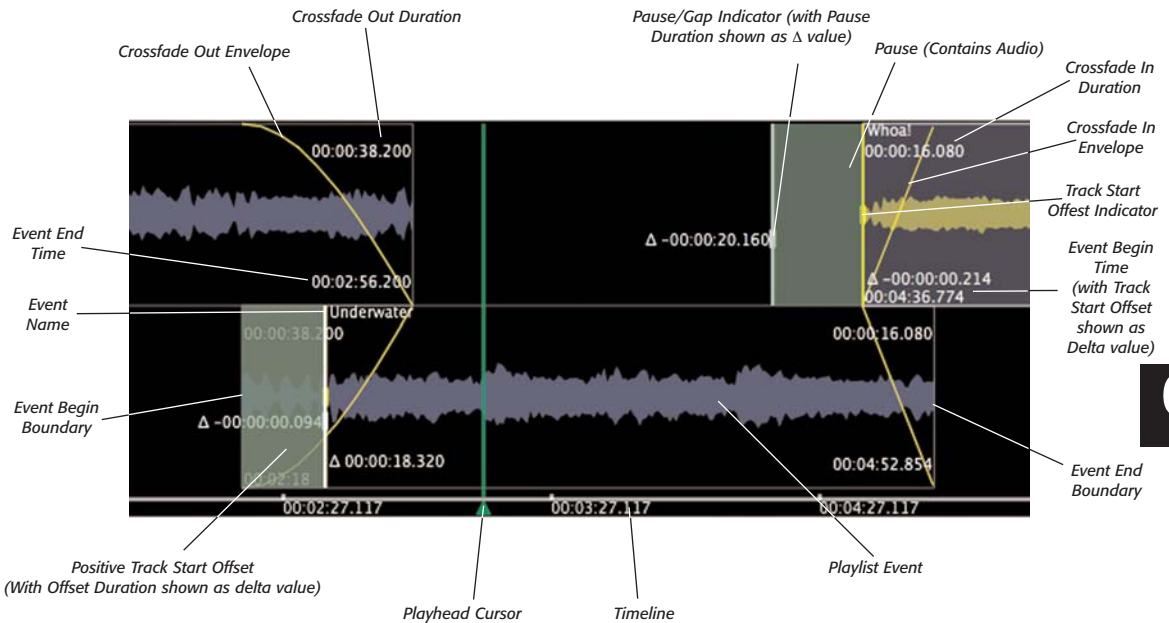 Crossfade Out Duration
Crossfade Out Envelope
Pause/Gap Indicator (with Pause
Duration shown as Δ value)
Pause (Contains Audio)
Crossfade In
Duration
Crossfade In
Envelope
Track Start
Offest Indicator
Event Begin
Time
(with Track
Start Offset
shown as
Delta value)
Event End
Boundary
Event End
Time
Event
Name
Event Begin
Boundary
00:00:38.200
Whoa!
00:00:16.080
Δ -00:00:20.160
00:02:56.200
Δ -00:00:00.214
00:04:36.774
Underwater
00:00:38.200
00:00:16.080
Δ -00:00:00.094
Δ 00:00:18.320
00:02:18
00:04:52.854
00:02:27.117
00:03:27.117
00:04:27.117
Positive Track Start Offset
(With Offset Duration shown as delta value)
Playhead Cursor
Timeline
Playlist Event